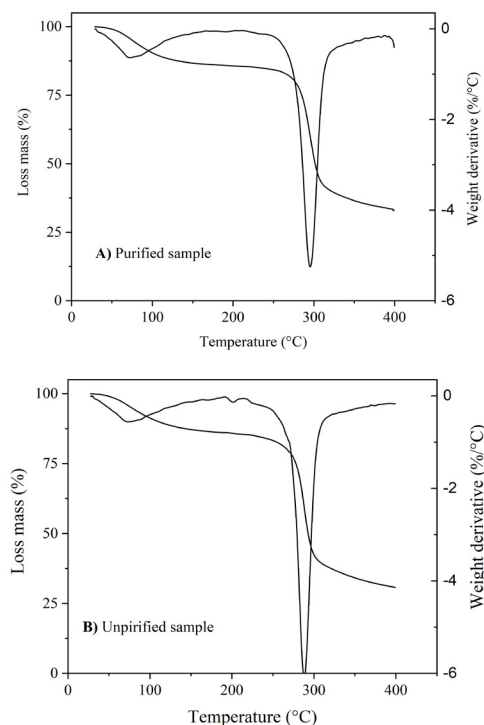 100
75
50
25
0
Loss mass (%)
0
-2
-4
-6
Weight derivative (%/°C)
A) Purified sample
0 100 200 300 400
Temperature (°C)
100
75
50
25
0
Loss mass (%)
0
-2
-4
-6
Weight derivative (%/°C)
B) Unpirified sample
0 100 200 300 400
Temperature (°C)